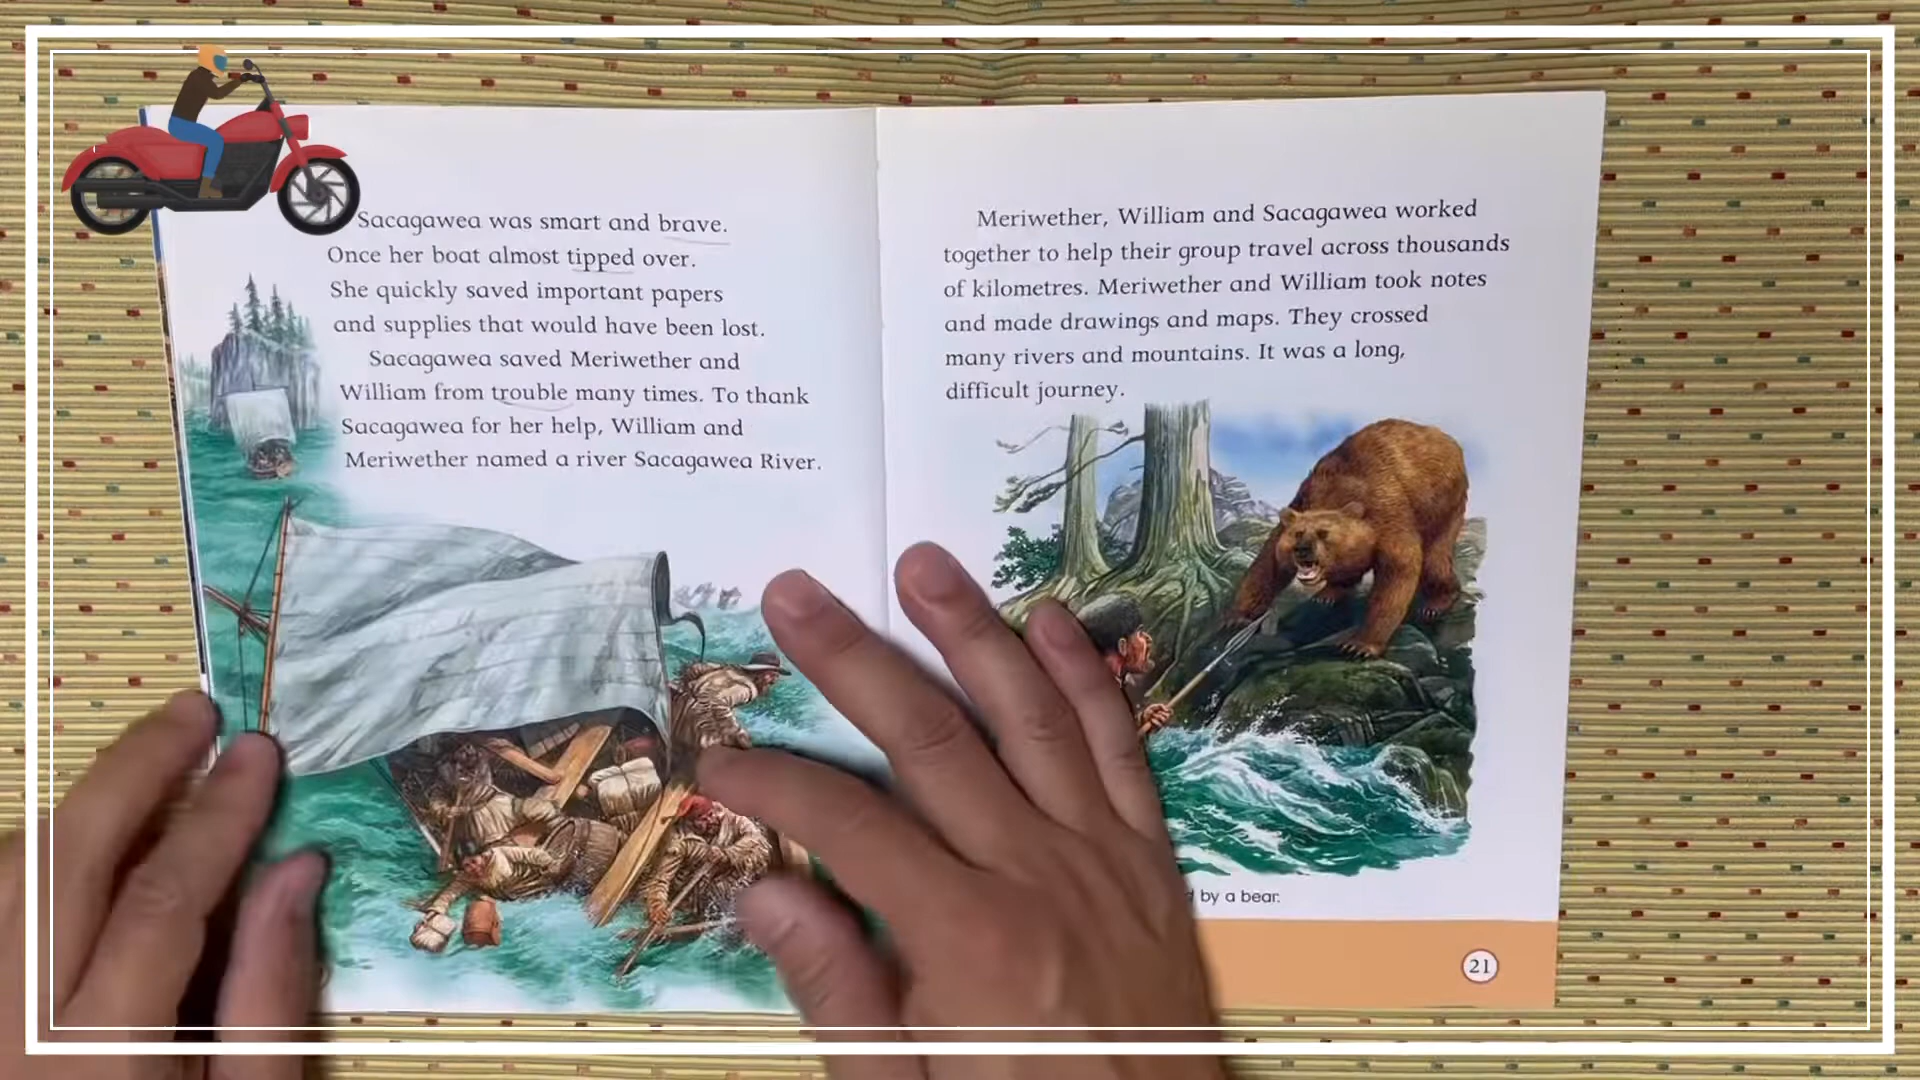 Sacagawea was smart and brave.
Once her boat almost tipped over.
She quickly saved important papers
and supplies that would have been lost.
Sacagawea saved Meriwether and
William from trouble many times. To thank
Sacagawea for her help, William and
Meriwether named a river Sacagawea River.
Meriwether, William and Sacagawea worked
together to help their group travel across thousands
of kilometres. Meriwether and William took notes
and made drawings and maps. They crossed
many rivers and mountains. It was a long,
difficult journey.
by a bear.
21